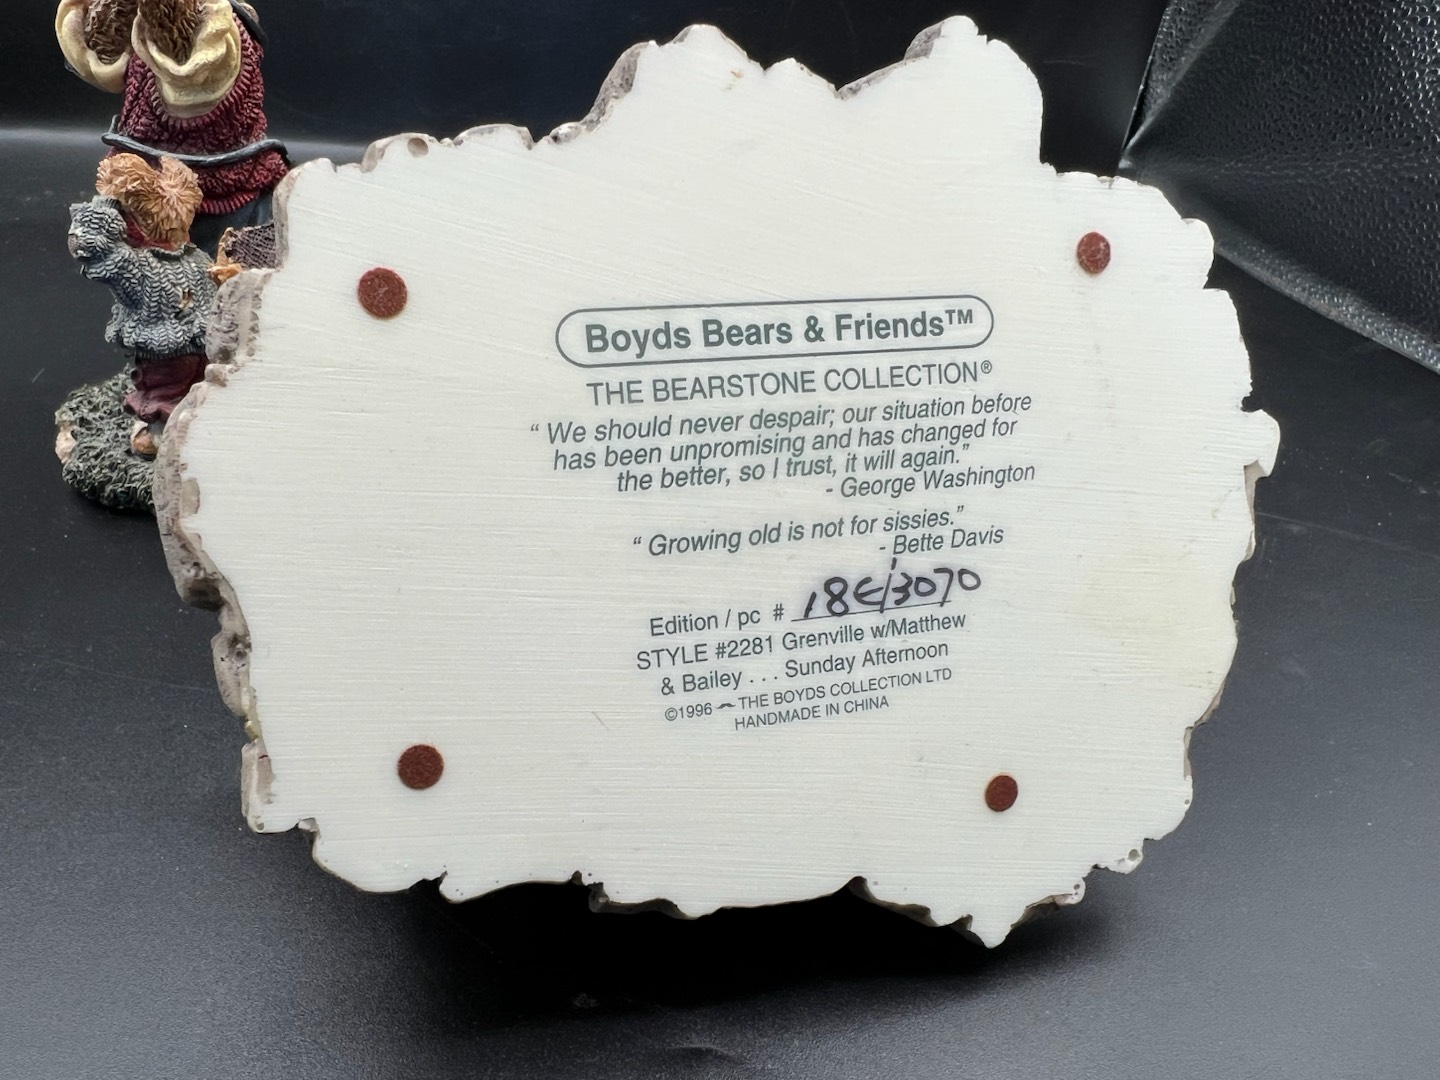 Boyds Bears & Friends™
THE BEARSTONE COLLECTION®
“ We should never despair; our situation before
has been unpromising and has changed for
the better, so I trust, it will again.”
- George Washington
“ Growing old is not for sissies.”
- Bette Davis
Edition / pc # 18E/3070
STYLE #2281 Grenville w/Matthew
& Bailey . . . Sunday Afternoon
©1996 THE BOYDS COLLECTION LTD
HANDMADE IN CHINA